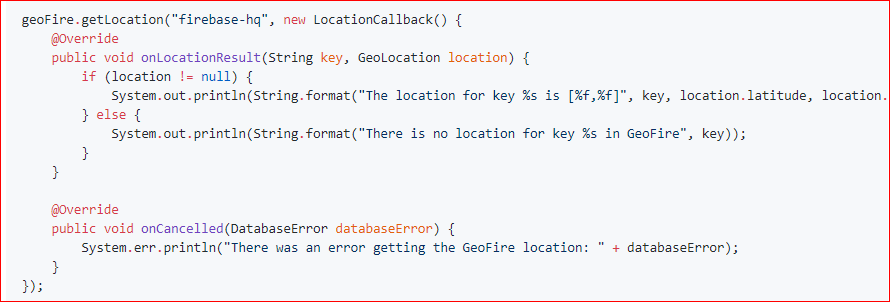 geoFire.getLocation("firebase-hq", new LocationCallback() {
    @Override
    public void onLocationResult(String key, GeoLocation location) {
        if (location != null) {
            System.out.println(String.format("The location for key %s is [%f,%f]", key, location.latitude, location.
        } else {
            System.out.println(String.format("There is no location for key %s in GeoFire", key));
        }
    }
    @Override
    public void onCancelled(DatabaseError databaseError) {
        System.err.println("There was an error getting the GeoFire location: " + databaseError);
    }
});